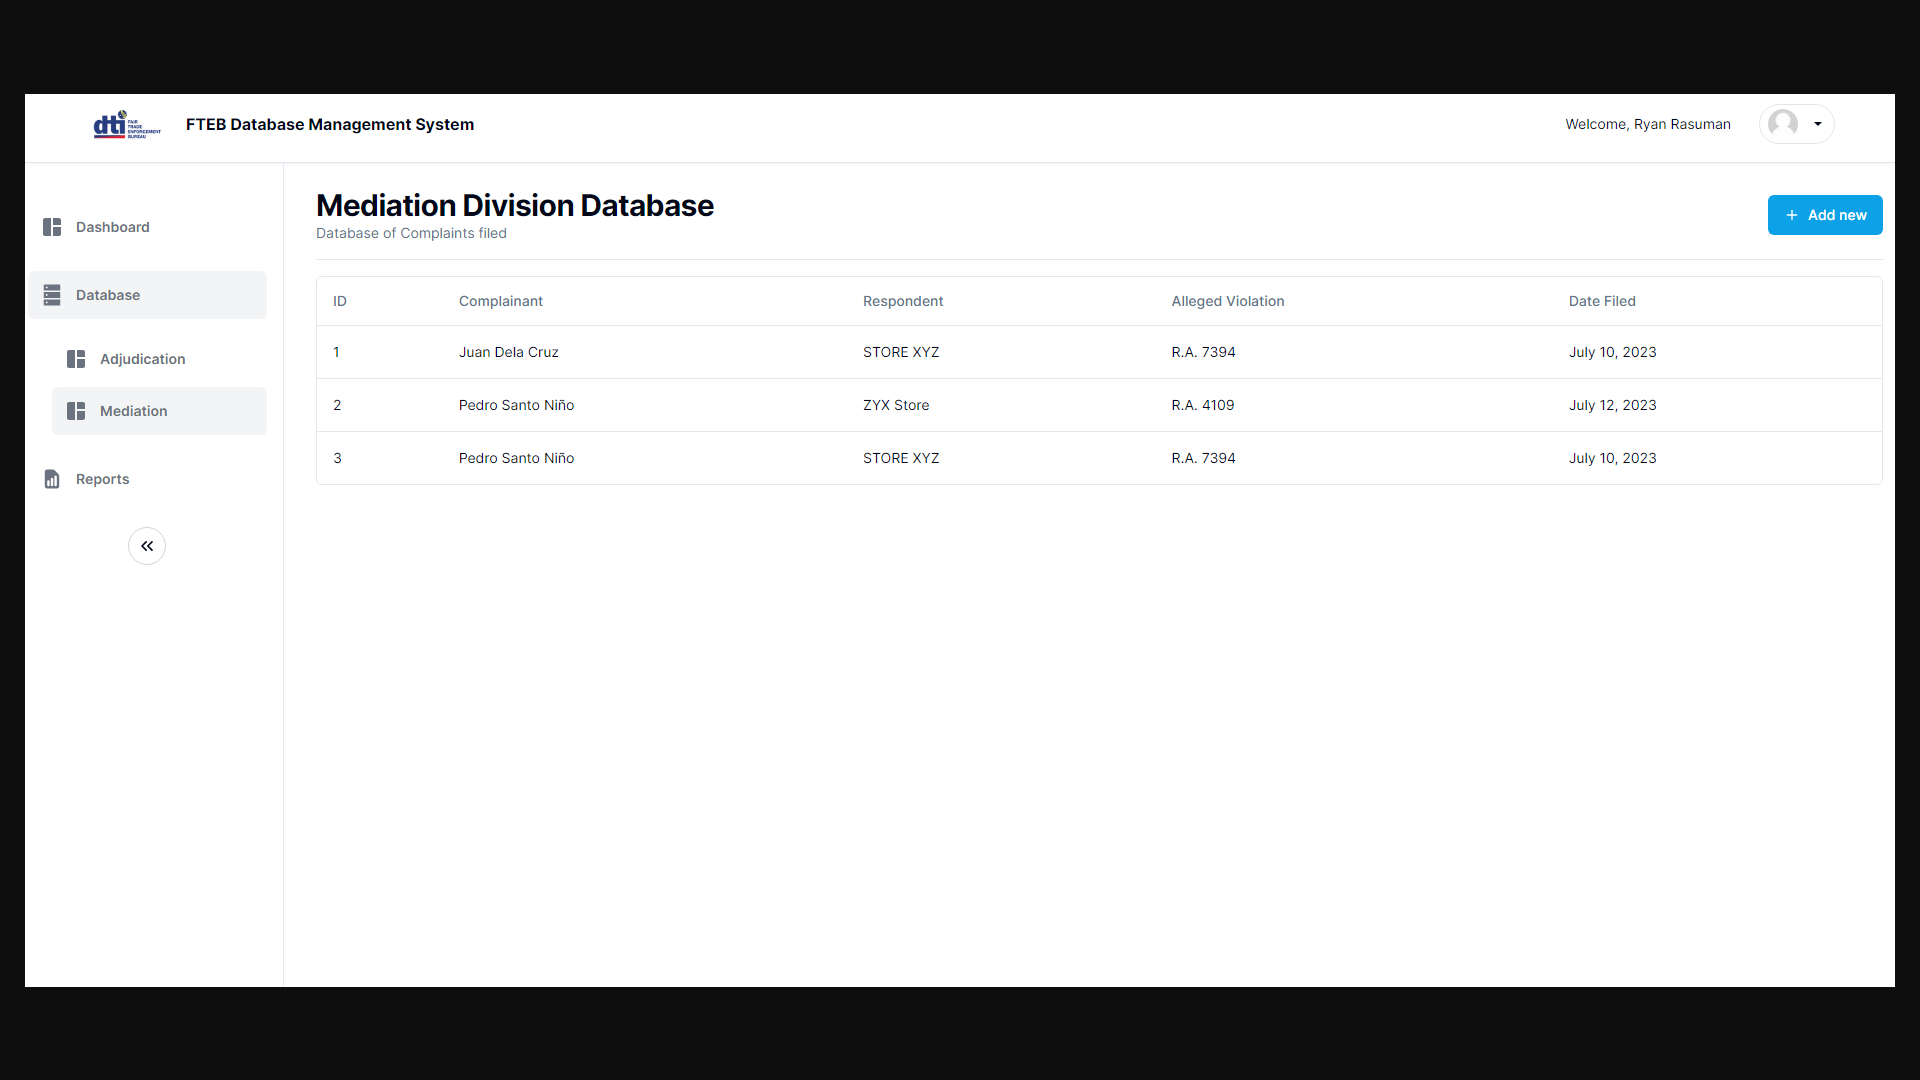 dti FAIR
TRADE
ENFORCEMENT
BUREAU
FTEB Database Management System
Welcome, Ryan Rasuman
Dashboard
Database
Adjudication
Mediation
Reports
Mediation Division Database
Database of Complaints filed
+ Add new
ID Complainant Respondent Alleged Violation Date Filed
1 Juan Dela Cruz STORE XYZ R.A. 7394 July 10, 2023
2 Pedro Santo Niño ZYX Store R.A. 4109 July 12, 2023
3 Pedro Santo Niño STORE XYZ R.A. 7394 July 10, 2023